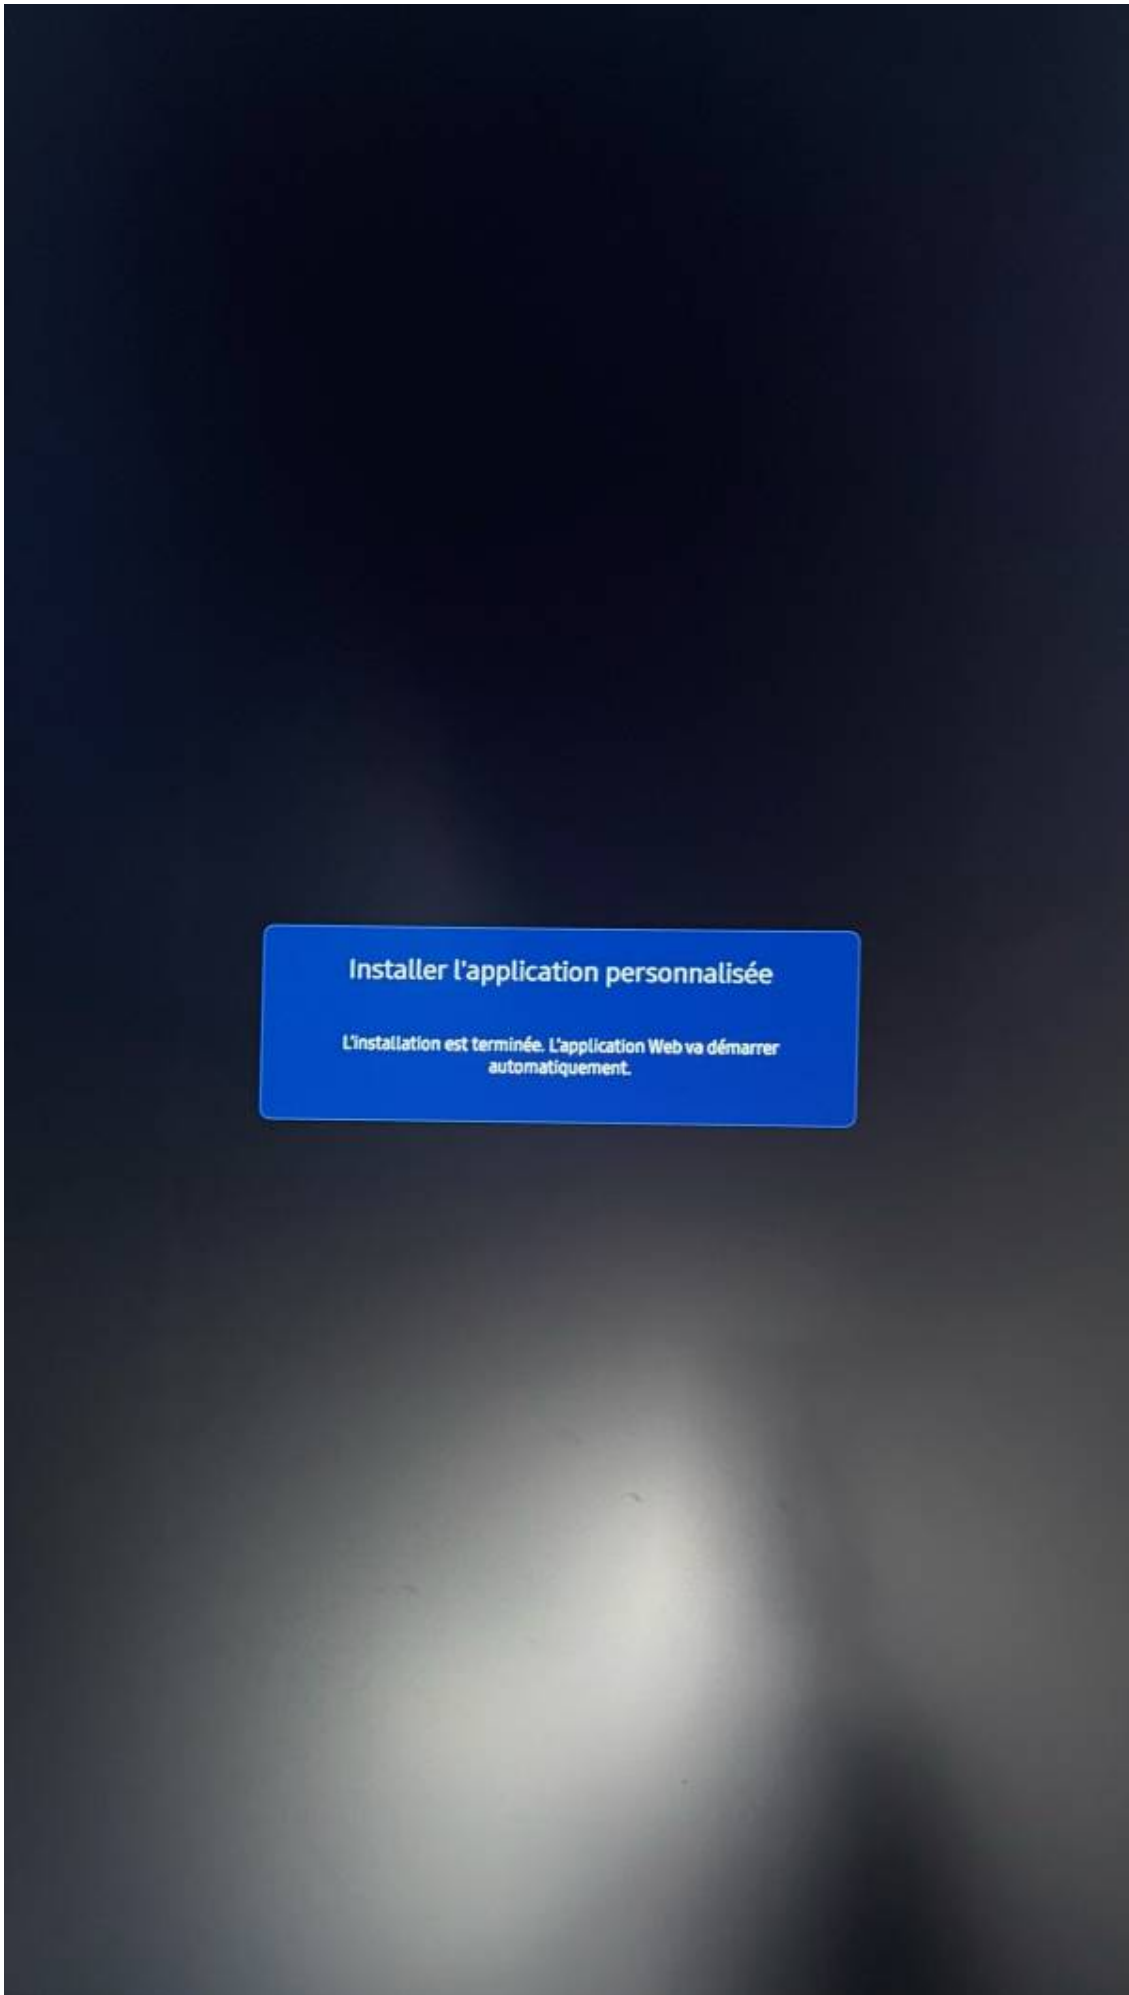 Installer l'application personnalisée
L'installation est terminée. L'application Web va démarrer
automatiquement.